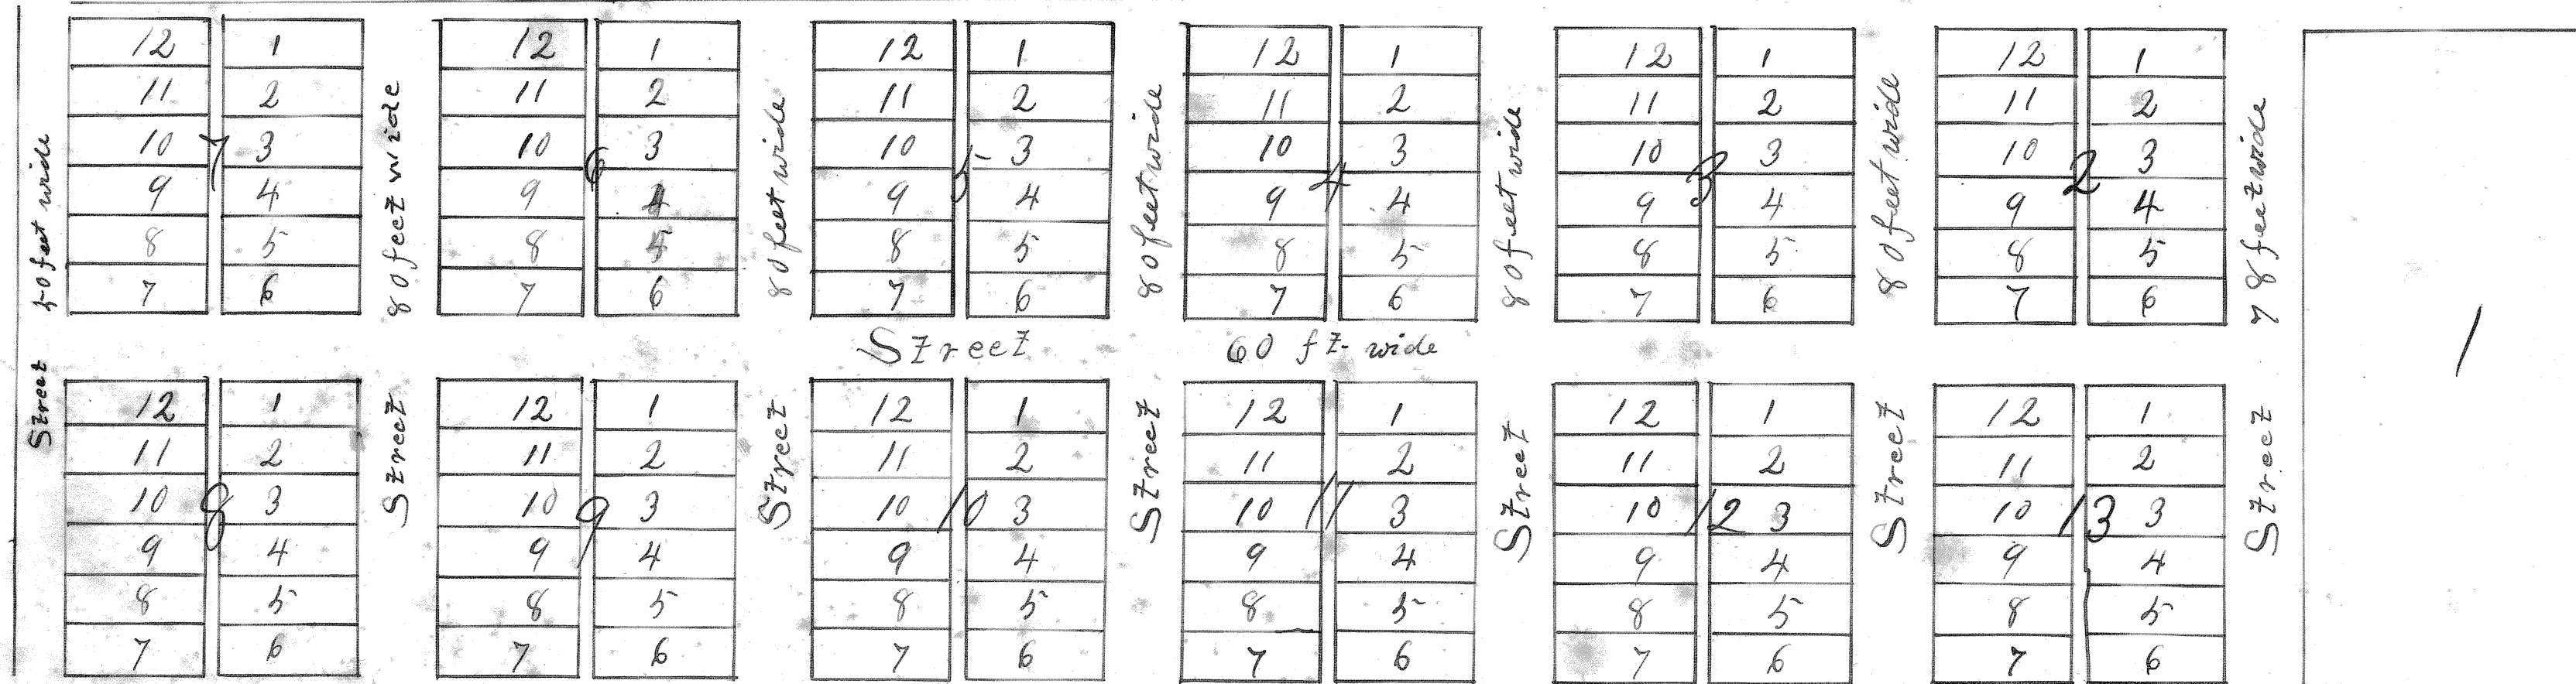 12 1 12 1 12 1 12 1 12 1 12 1
11 2 11 2 11 2 11 2 11 2 11 2
10 7 3 10 6 3 10 5 3 10 4 3 10 3 3 10 2 3
9 4 9 4 9 4 9 4 9 4 9 4
8 5 8 5 8 5 8 5 8 5 8 5
7 6 7 6 7 6 7 6 7 6 7 6
Street 40 feet wide
Street 80 feet wide
Street 80 feet wide
Street 80 feet wide
Street 80 feet wide
Street 80 feet wide
Street 78 feet wide
1
Street 60 ft-wide
12 1 12 1 12 1 12 1 12 1 12 1
11 2 11 2 11 2 11 2 11 2 11 2
10 8 3 10 9 3 10 10 3 10 11 3 10 12 3 10 13 3
9 4 9 4 9 4 9 4 9 4 9 4
8 5 8 5 8 5 8 5 8 5 8 5
7 6 7 6 7 6 7 6 7 6 7 6